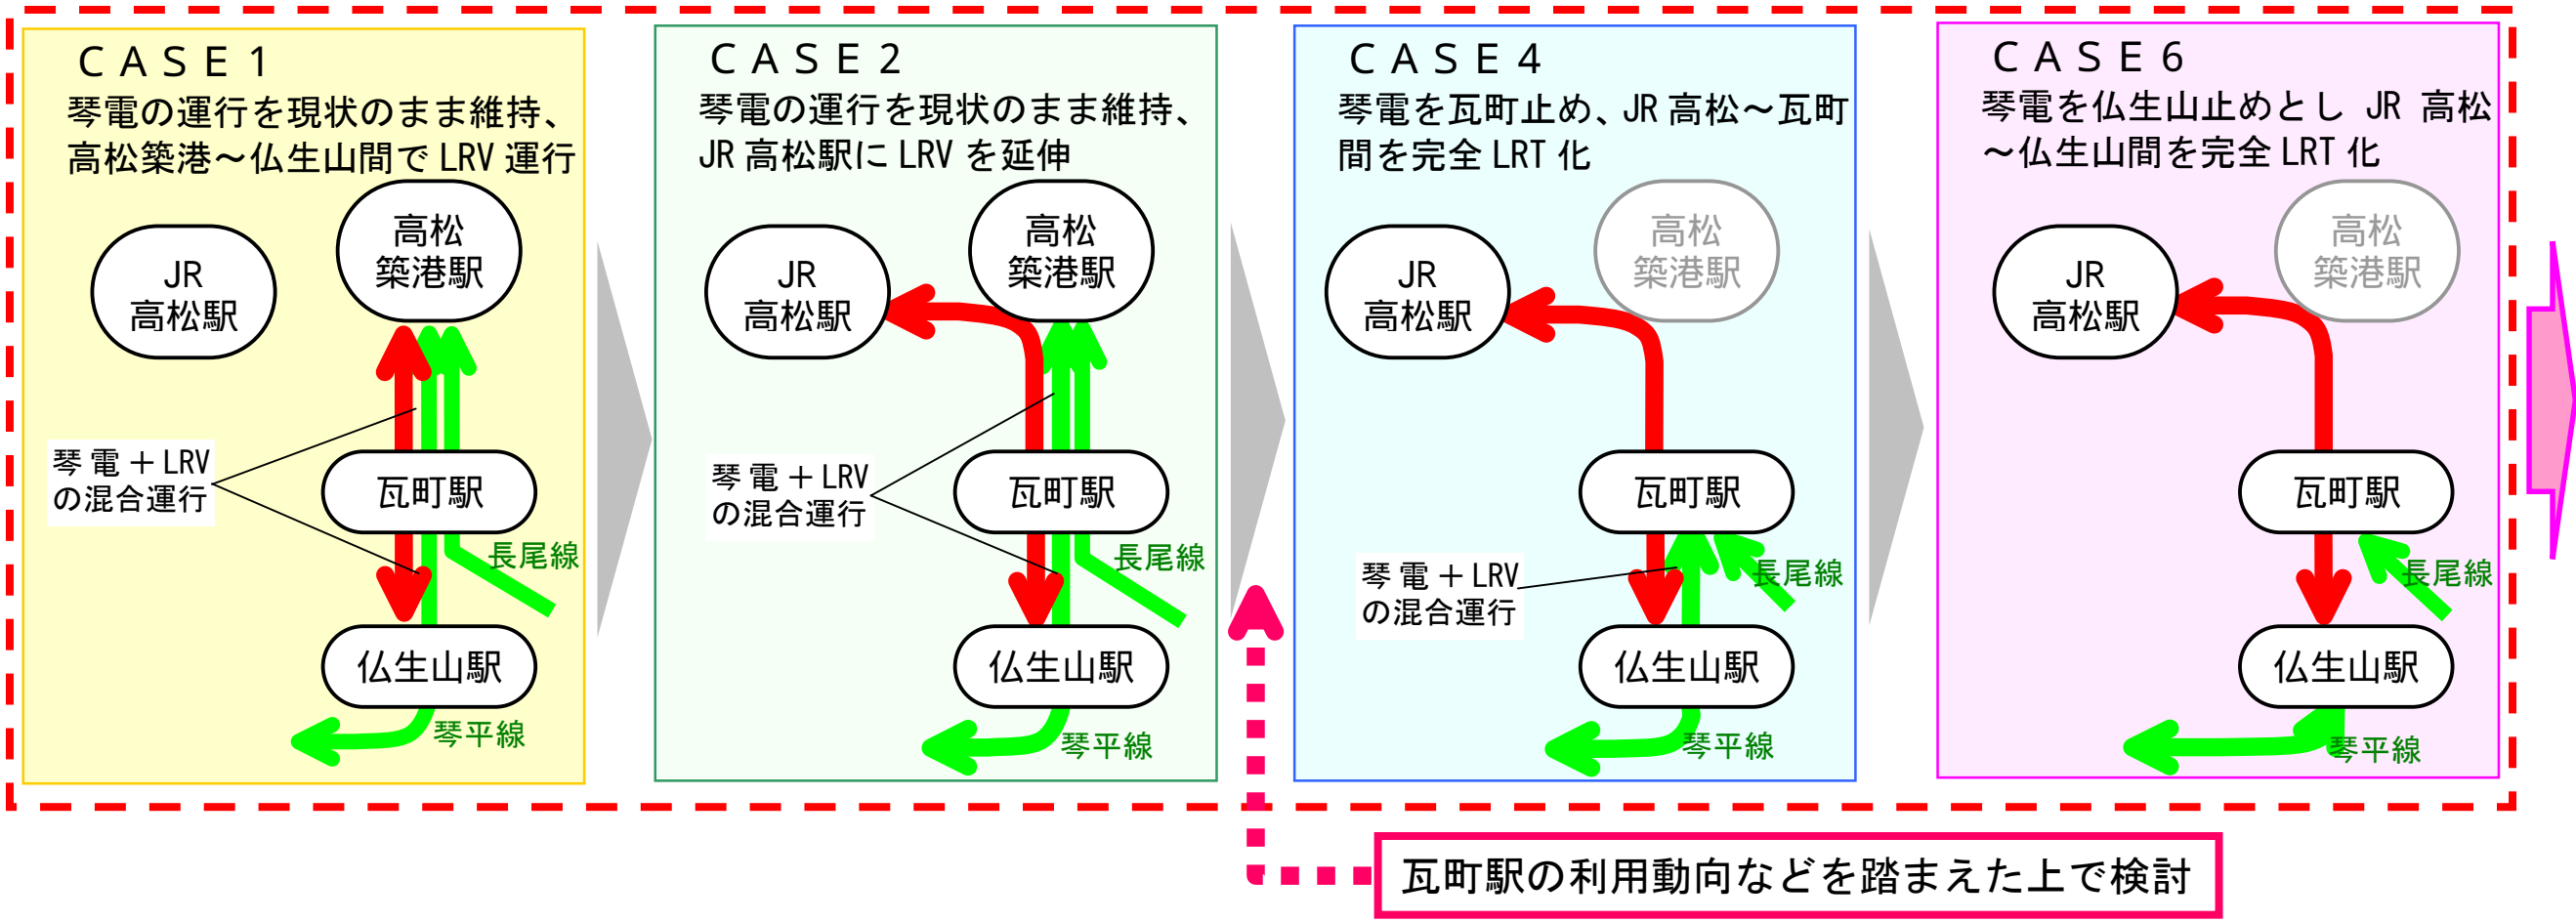 ＣＡＳＥ１
琴電の運行を現状のまま維持、
高松築港～仏生山間でLRV運行
JR
高松駅
高松
築港駅
琴電＋LRV
の混合運行
瓦町駅
長尾線
仏生山駅
琴平線
ＣＡＳＥ２
琴電の運行を現状のまま維持、
JR高松駅にLRVを延伸
JR
高松駅
高松
築港駅
琴電＋LRV
の混合運行
瓦町駅
長尾線
仏生山駅
琴平線
ＣＡＳＥ４
琴電を瓦町止め、JR高松～瓦町
間を完全LRT化
JR
高松駅
高松
築港駅
瓦町駅
琴電＋LRV
の混合運行
長尾線
仏生山駅
琴平線
ＣＡＳＥ６
琴電を仏生山止めとし JR 高松
～仏生山間を完全LRT化
JR
高松駅
高松
築港駅
瓦町駅
長尾線
仏生山駅
琴平線
瓦町駅の利用動向などを踏まえた上で検討